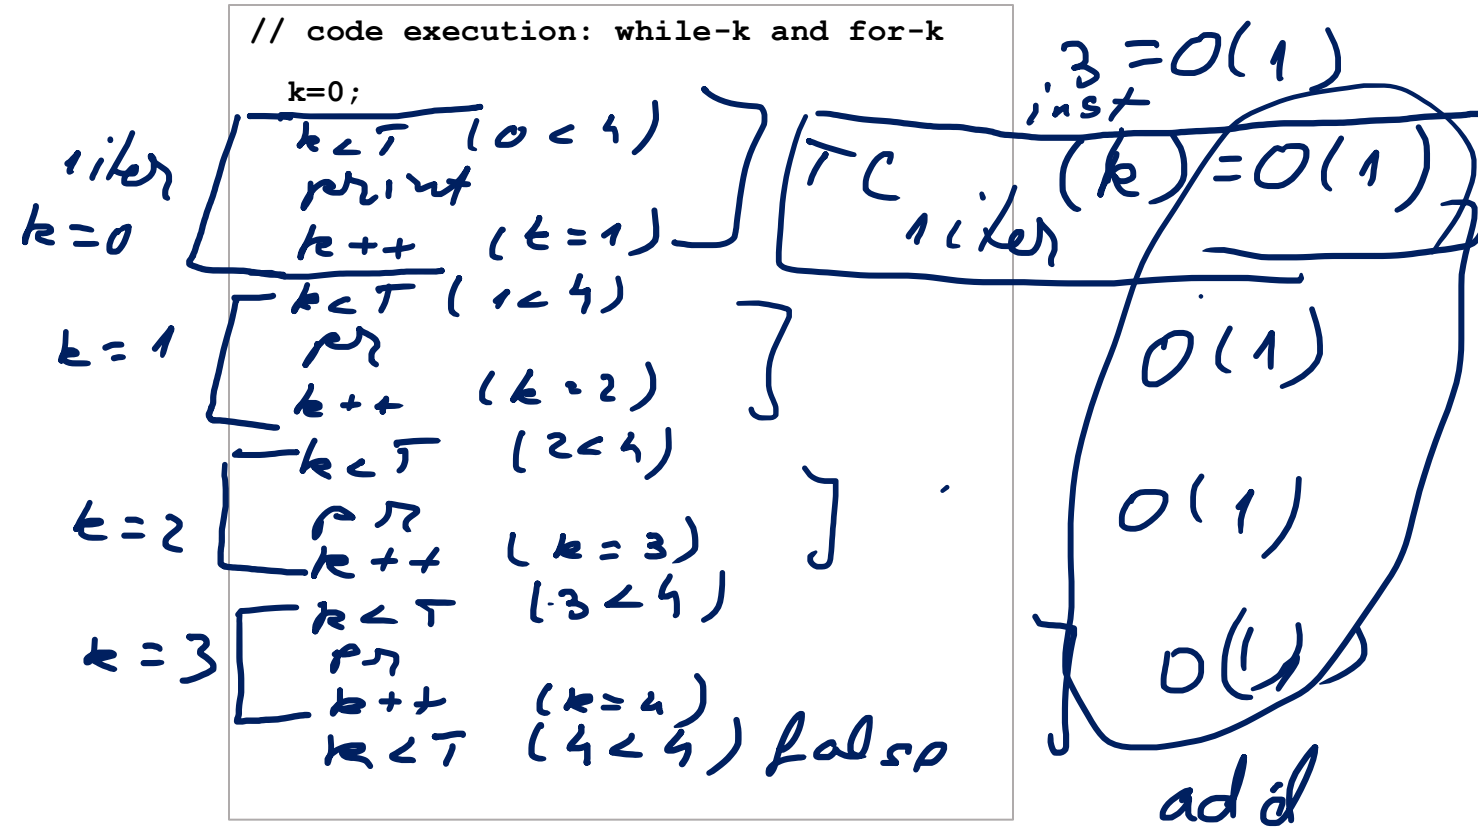 // code execution: while-k and for-k
3 = O(1)
inst
k=0;
k < T (0 < 4)
1 iter
print
k = 0
k ++ (k = 1)
TC 1 iter (k) = O(1)
k < T (1 < 4)
k = 1
pr
O(1)
k ++ (k = 2)
k < T (2 < 4)
k = 2
pr
O(1)
k ++ (k = 3)
k < T (3 < 4)
k = 3
pr
O(1)
k ++ (k = 4)
k < T (4 < 4) false
add